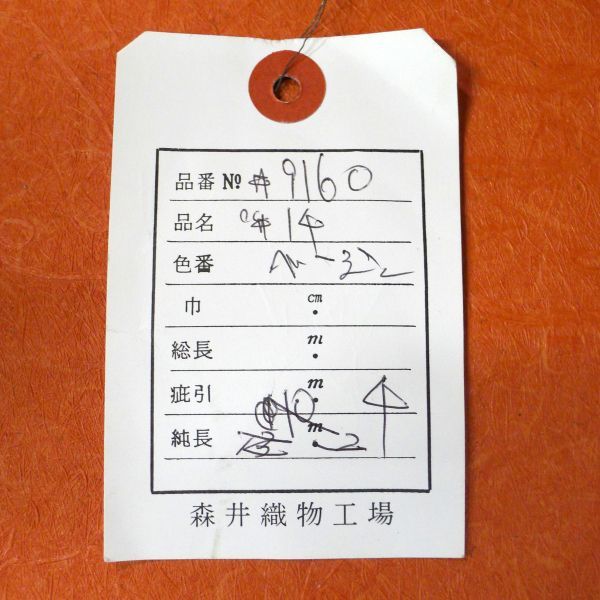 品番 № #9160
品名 #14
色番
巾 cm
総長 m
疵引 m
純長 m
森井織物工場